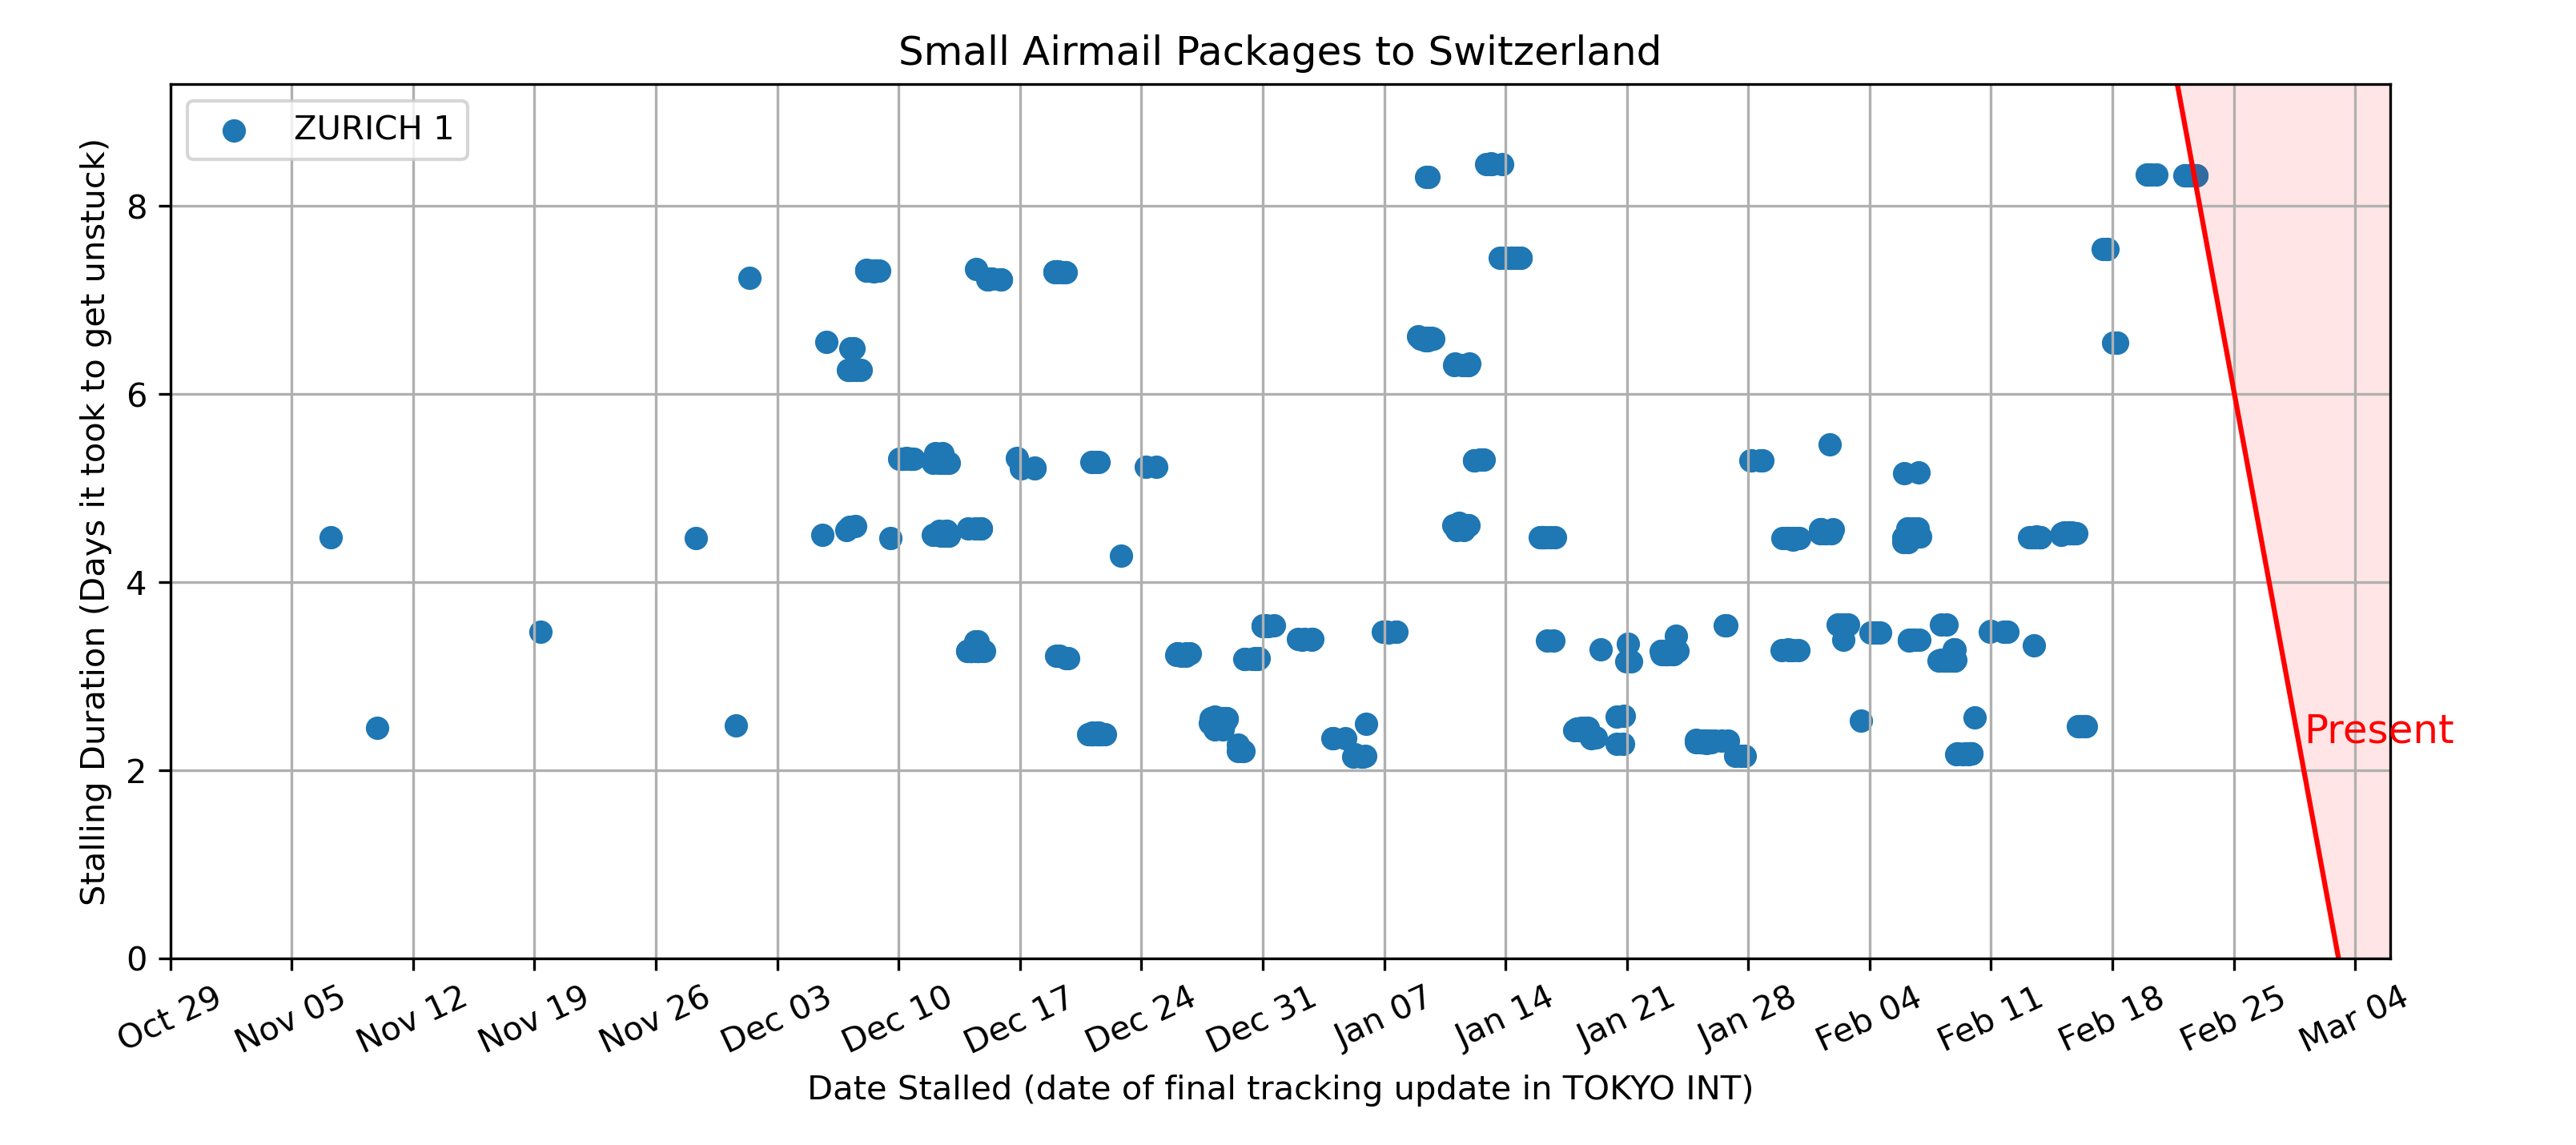 Small Airmail Packages to Switzerland
ZURICH 1
Stalling Duration (Days it took to get unstuck)
8
6
4
2
0
Present
Oct 29
Nov 05
Nov 12
Nov 19
Nov 26
Dec 03
Dec 10
Dec 17
Dec 24
Dec 31
Jan 07
Jan 14
Jan 21
Jan 28
Feb 04
Feb 11
Feb 18
Feb 25
Mar 04
Date Stalled (date of final tracking update in TOKYO INT)